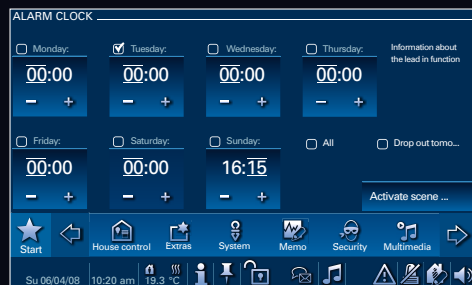 ALARM CLOCK
Monday: Tuesday: Wednesday: Thursday: Information about
the lead in function
00:00 00:00 00:00 00:00
− + − + − + − +
Friday: Saturday: Sunday: All Drop out tomo...
00:00 00:00 16:15
− + − + − +
Activate scene ...
Start House control Extras System Memo Security Multimedia
Su 06/04/08 10:20 am 19.3 °C